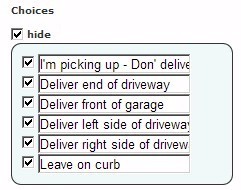 Choices
hide
I'm picking up - Don' delive
Deliver end of driveway
Deliver front of garage
Deliver left side of driveway
Deliver right side of drivew
Leave on curb